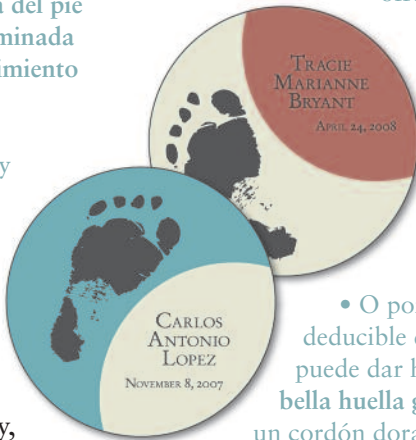 a del pie
minada
imiento
y
TRACIE
MARIANNE
BRYANT
APRIL 24, 2008
CARLOS
ANTONIO
LOPEZ
NOVEMBER 8, 2007
• O po
deducible
puede dar
bella huella g
un cordón dora
y,